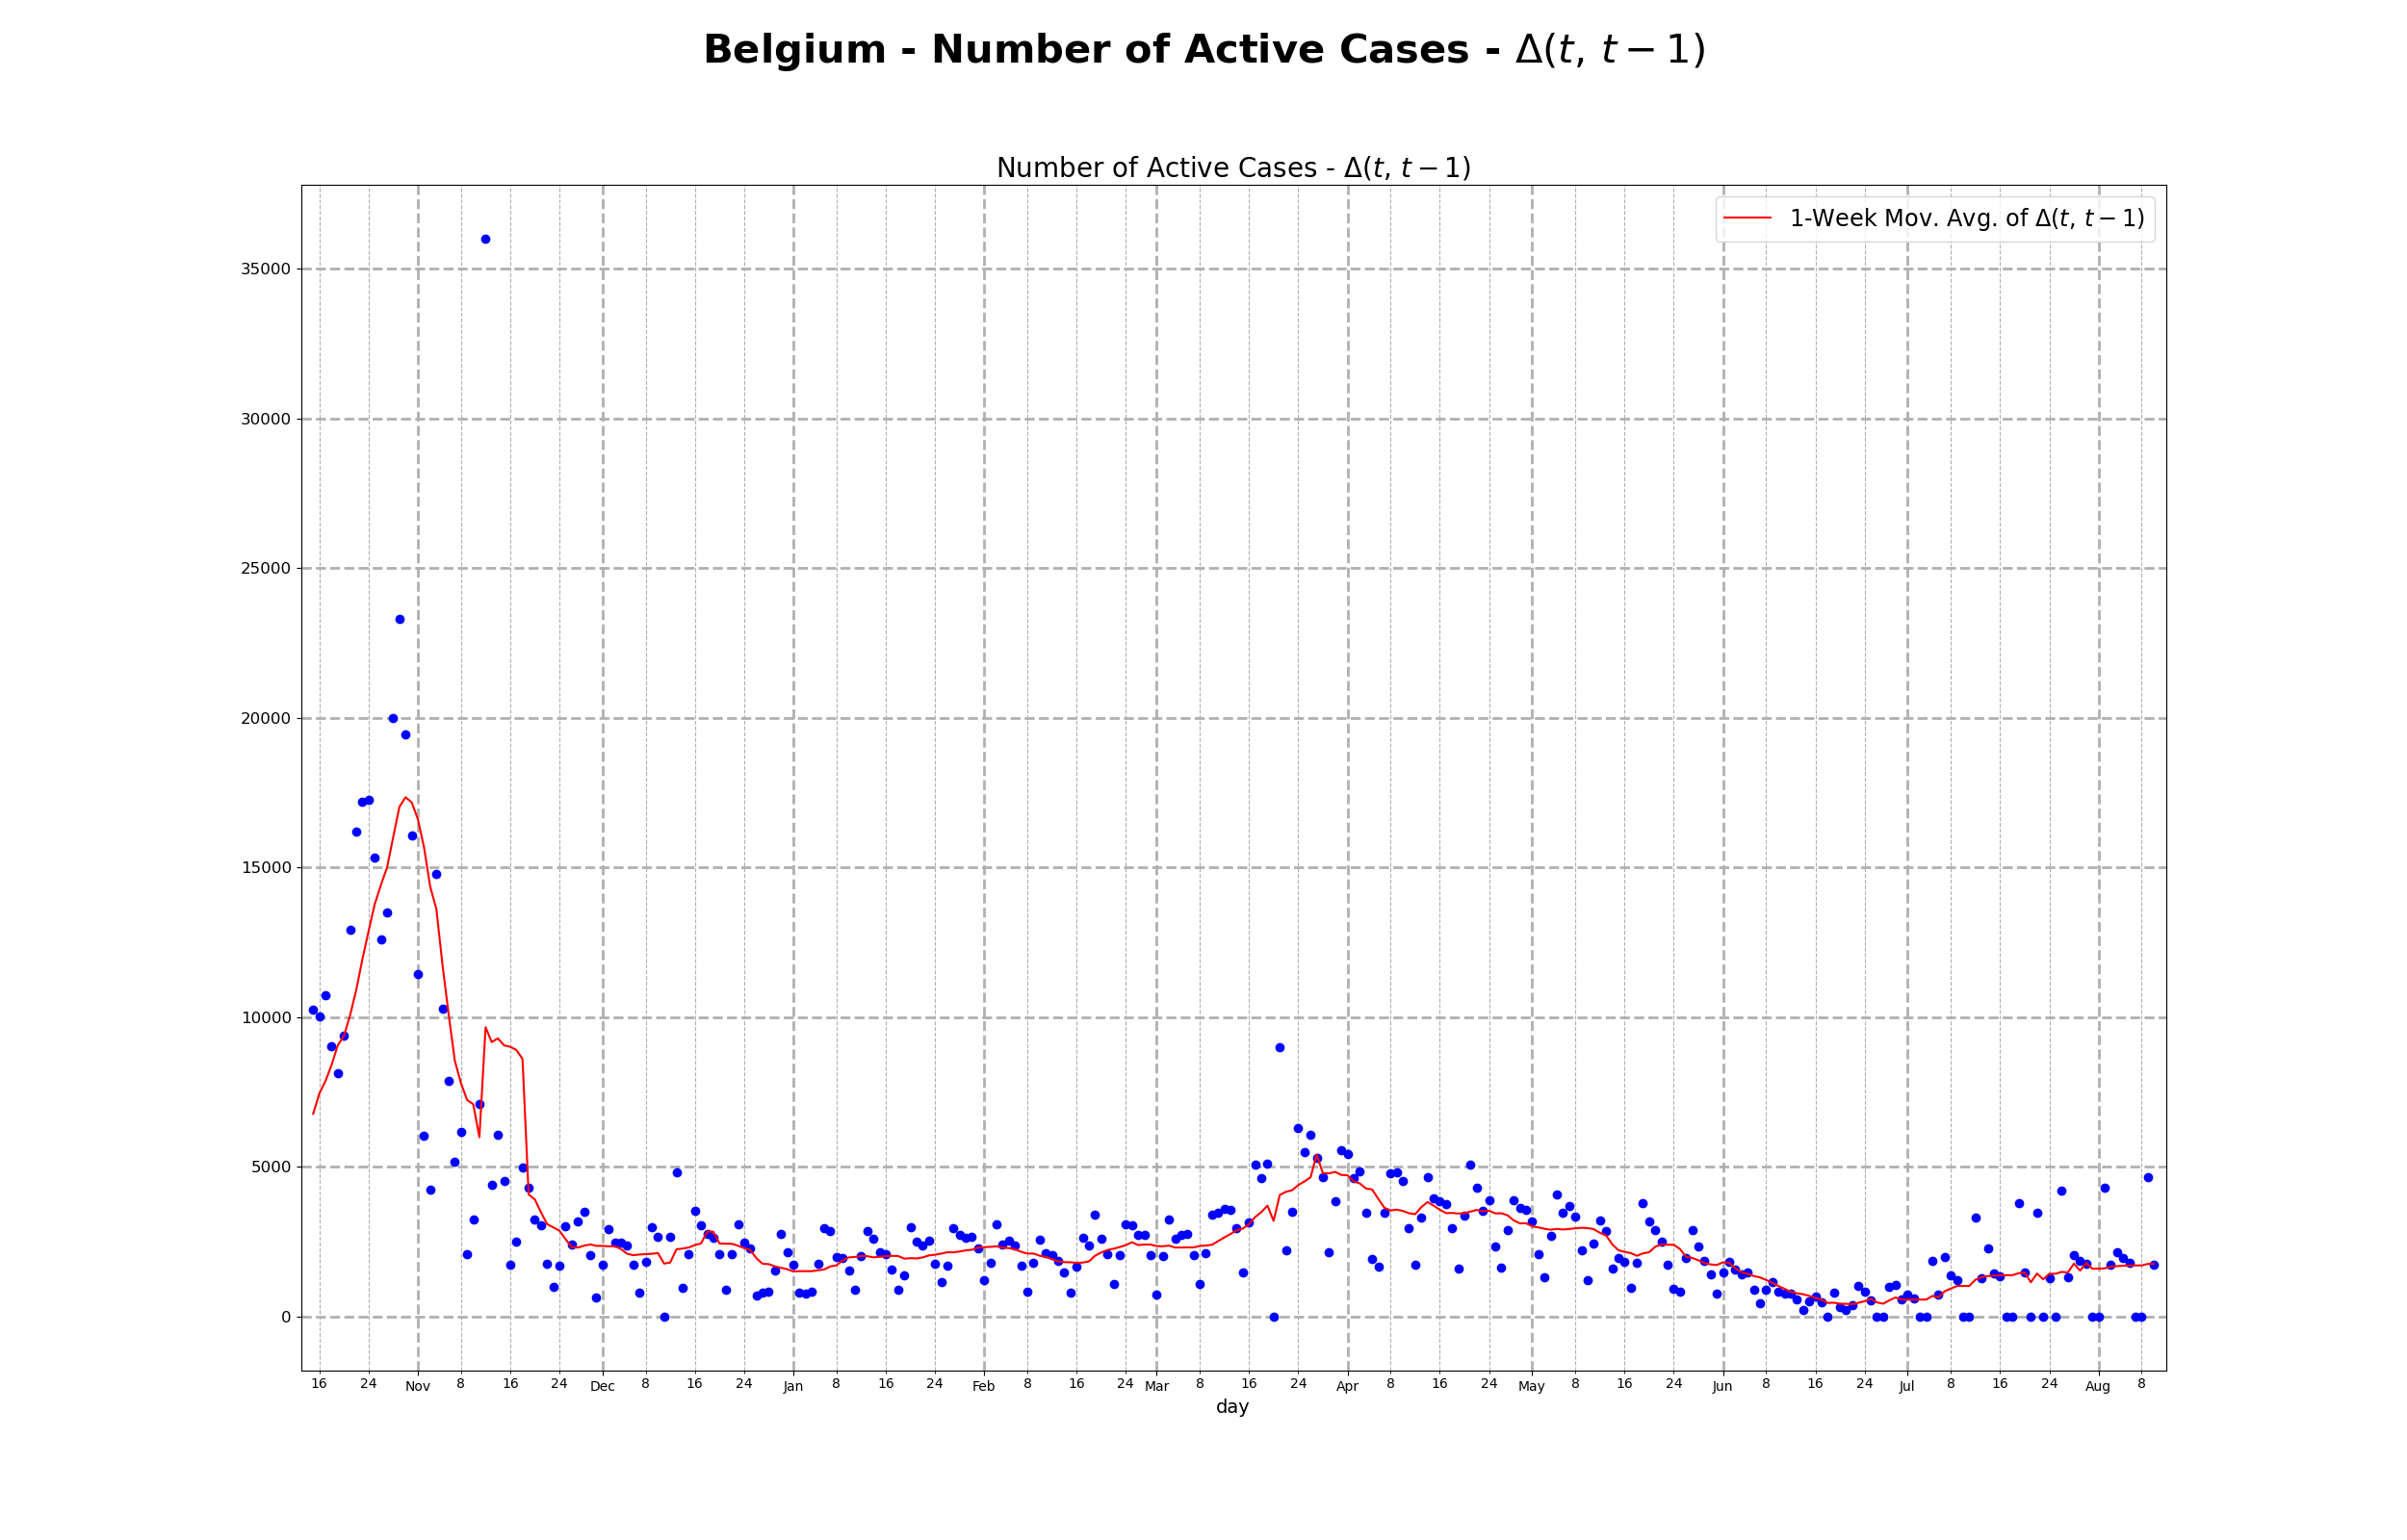 Belgium - Number of Active Cases - Δ(t, t − 1)
Number of Active Cases - Δ(t, t − 1)
1-Week Mov. Avg. of Δ(t, t − 1)
35000
30000
25000
20000
15000
10000
5000
0
16 24 Nov 8 16 24 Dec 8 16 24 Jan 8 16 24 Feb 8 16 24 Mar 8 16 24 Apr 8 16 24 May 8 16 24 Jun 8 16 24 Jul 8 16 24 Aug 8
day